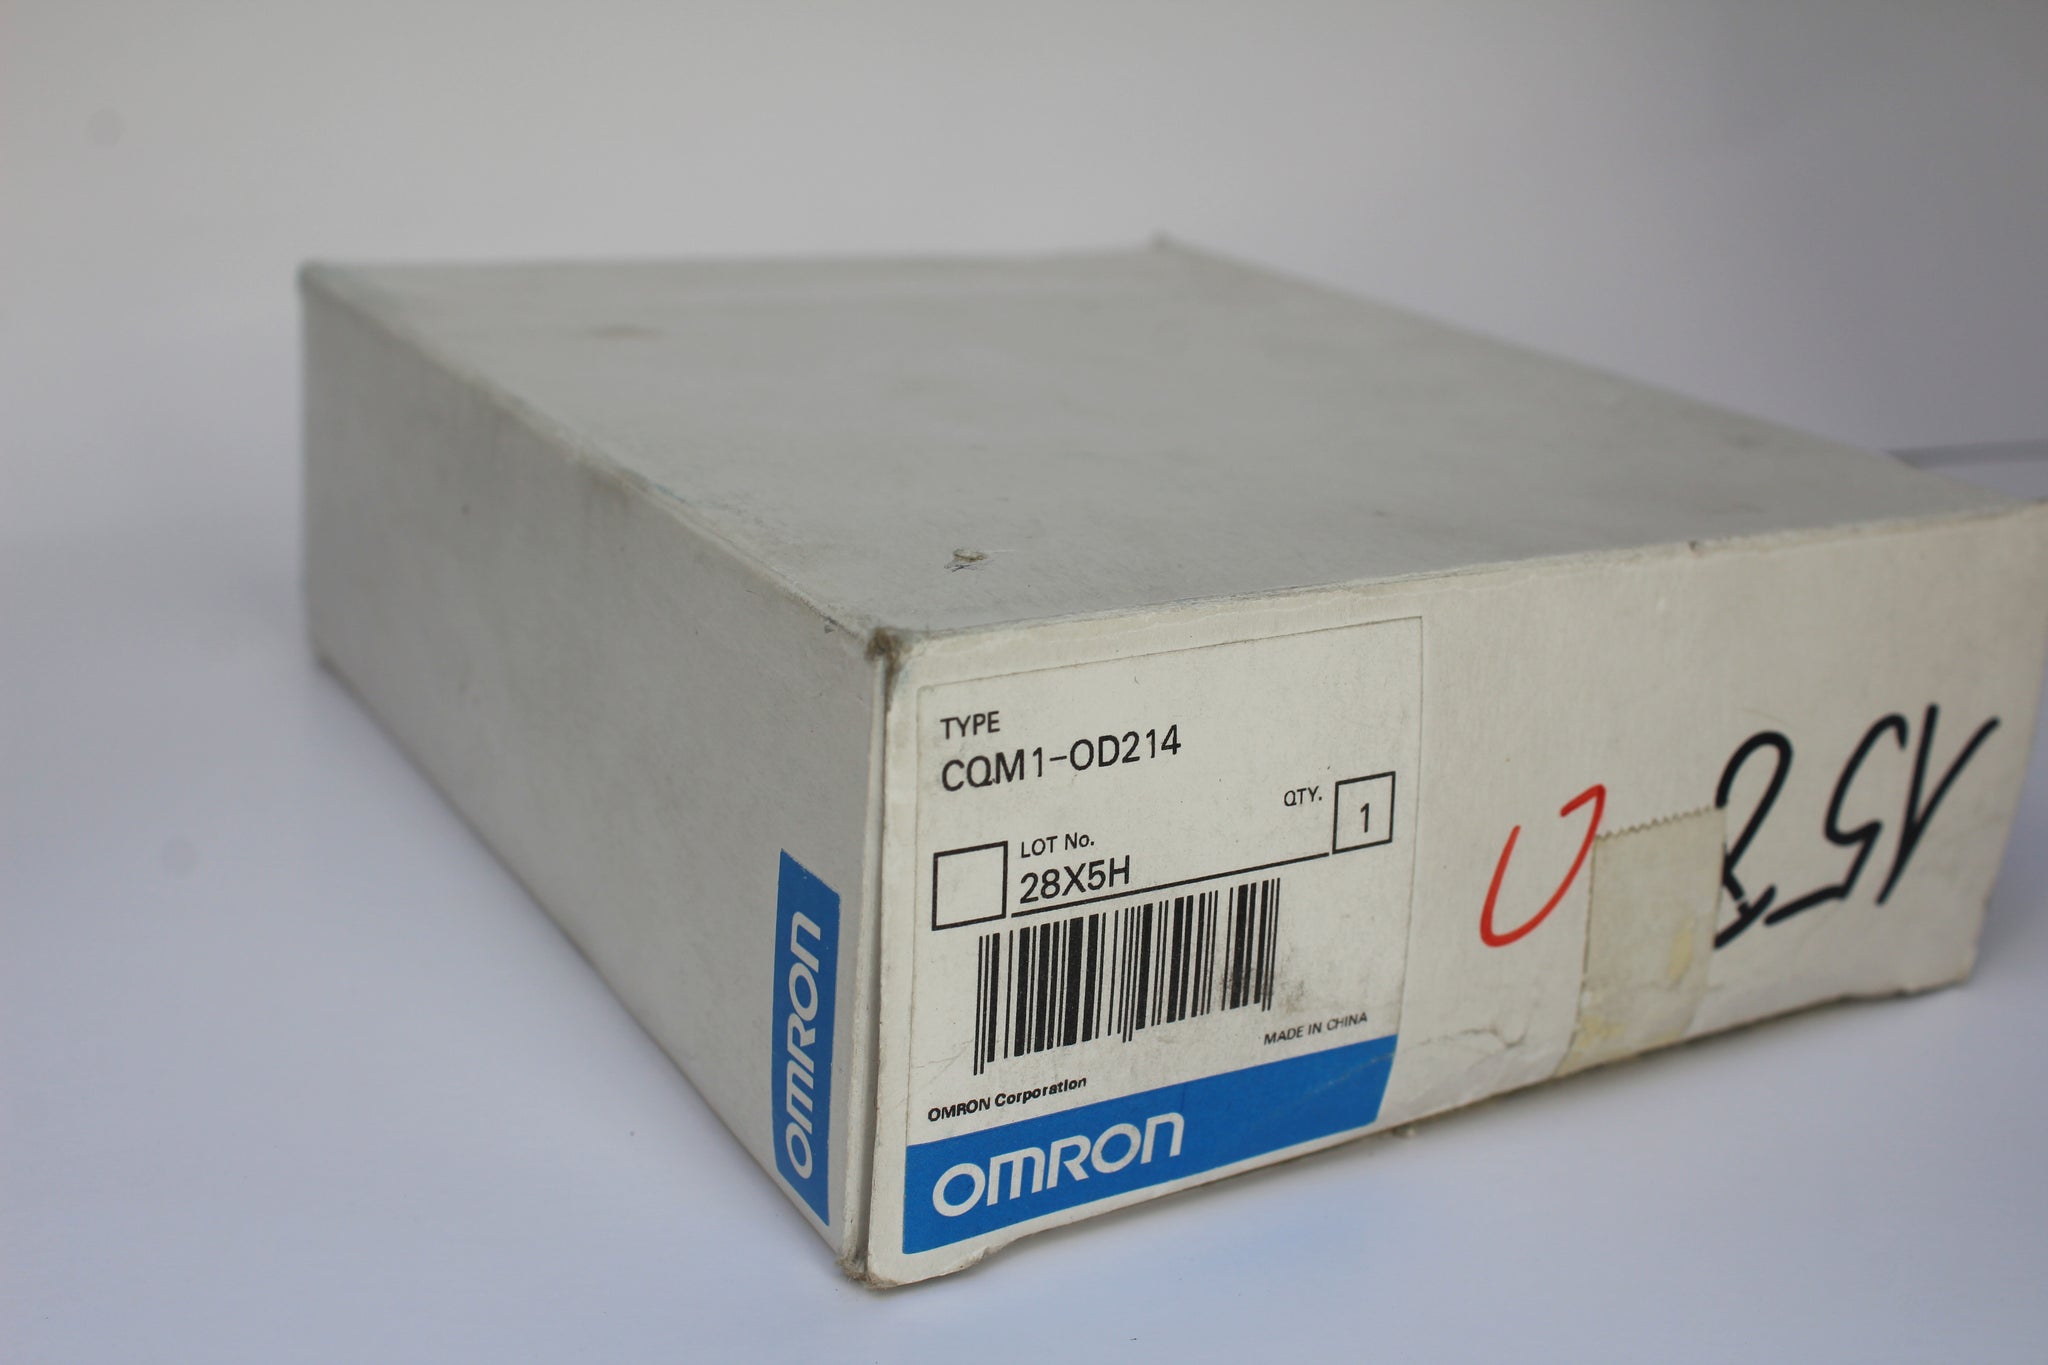 TYPE
CQM1-OD214
QTY. 1
LOT No.
28X5H
MADE IN CHINA
OMRON Corporation
OMRON
OMRON